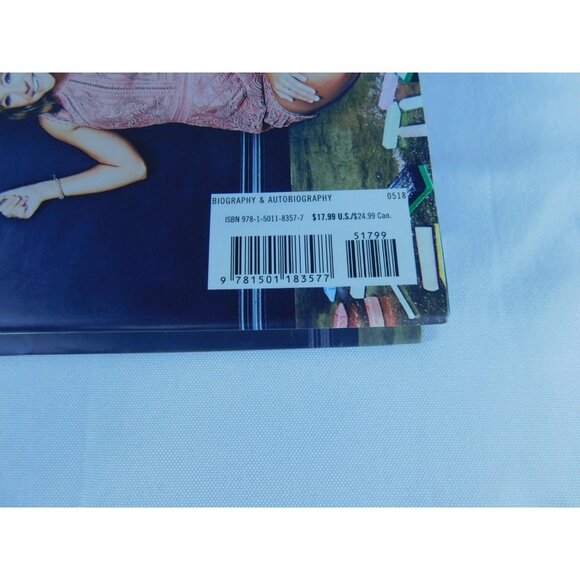 BIOGRAPHY & AUTOBIOGRAPHY 0518
ISBN 978-1-5011-8357-7 $17.99 U.S./$24.99 Can.
51799
9 781501 183577